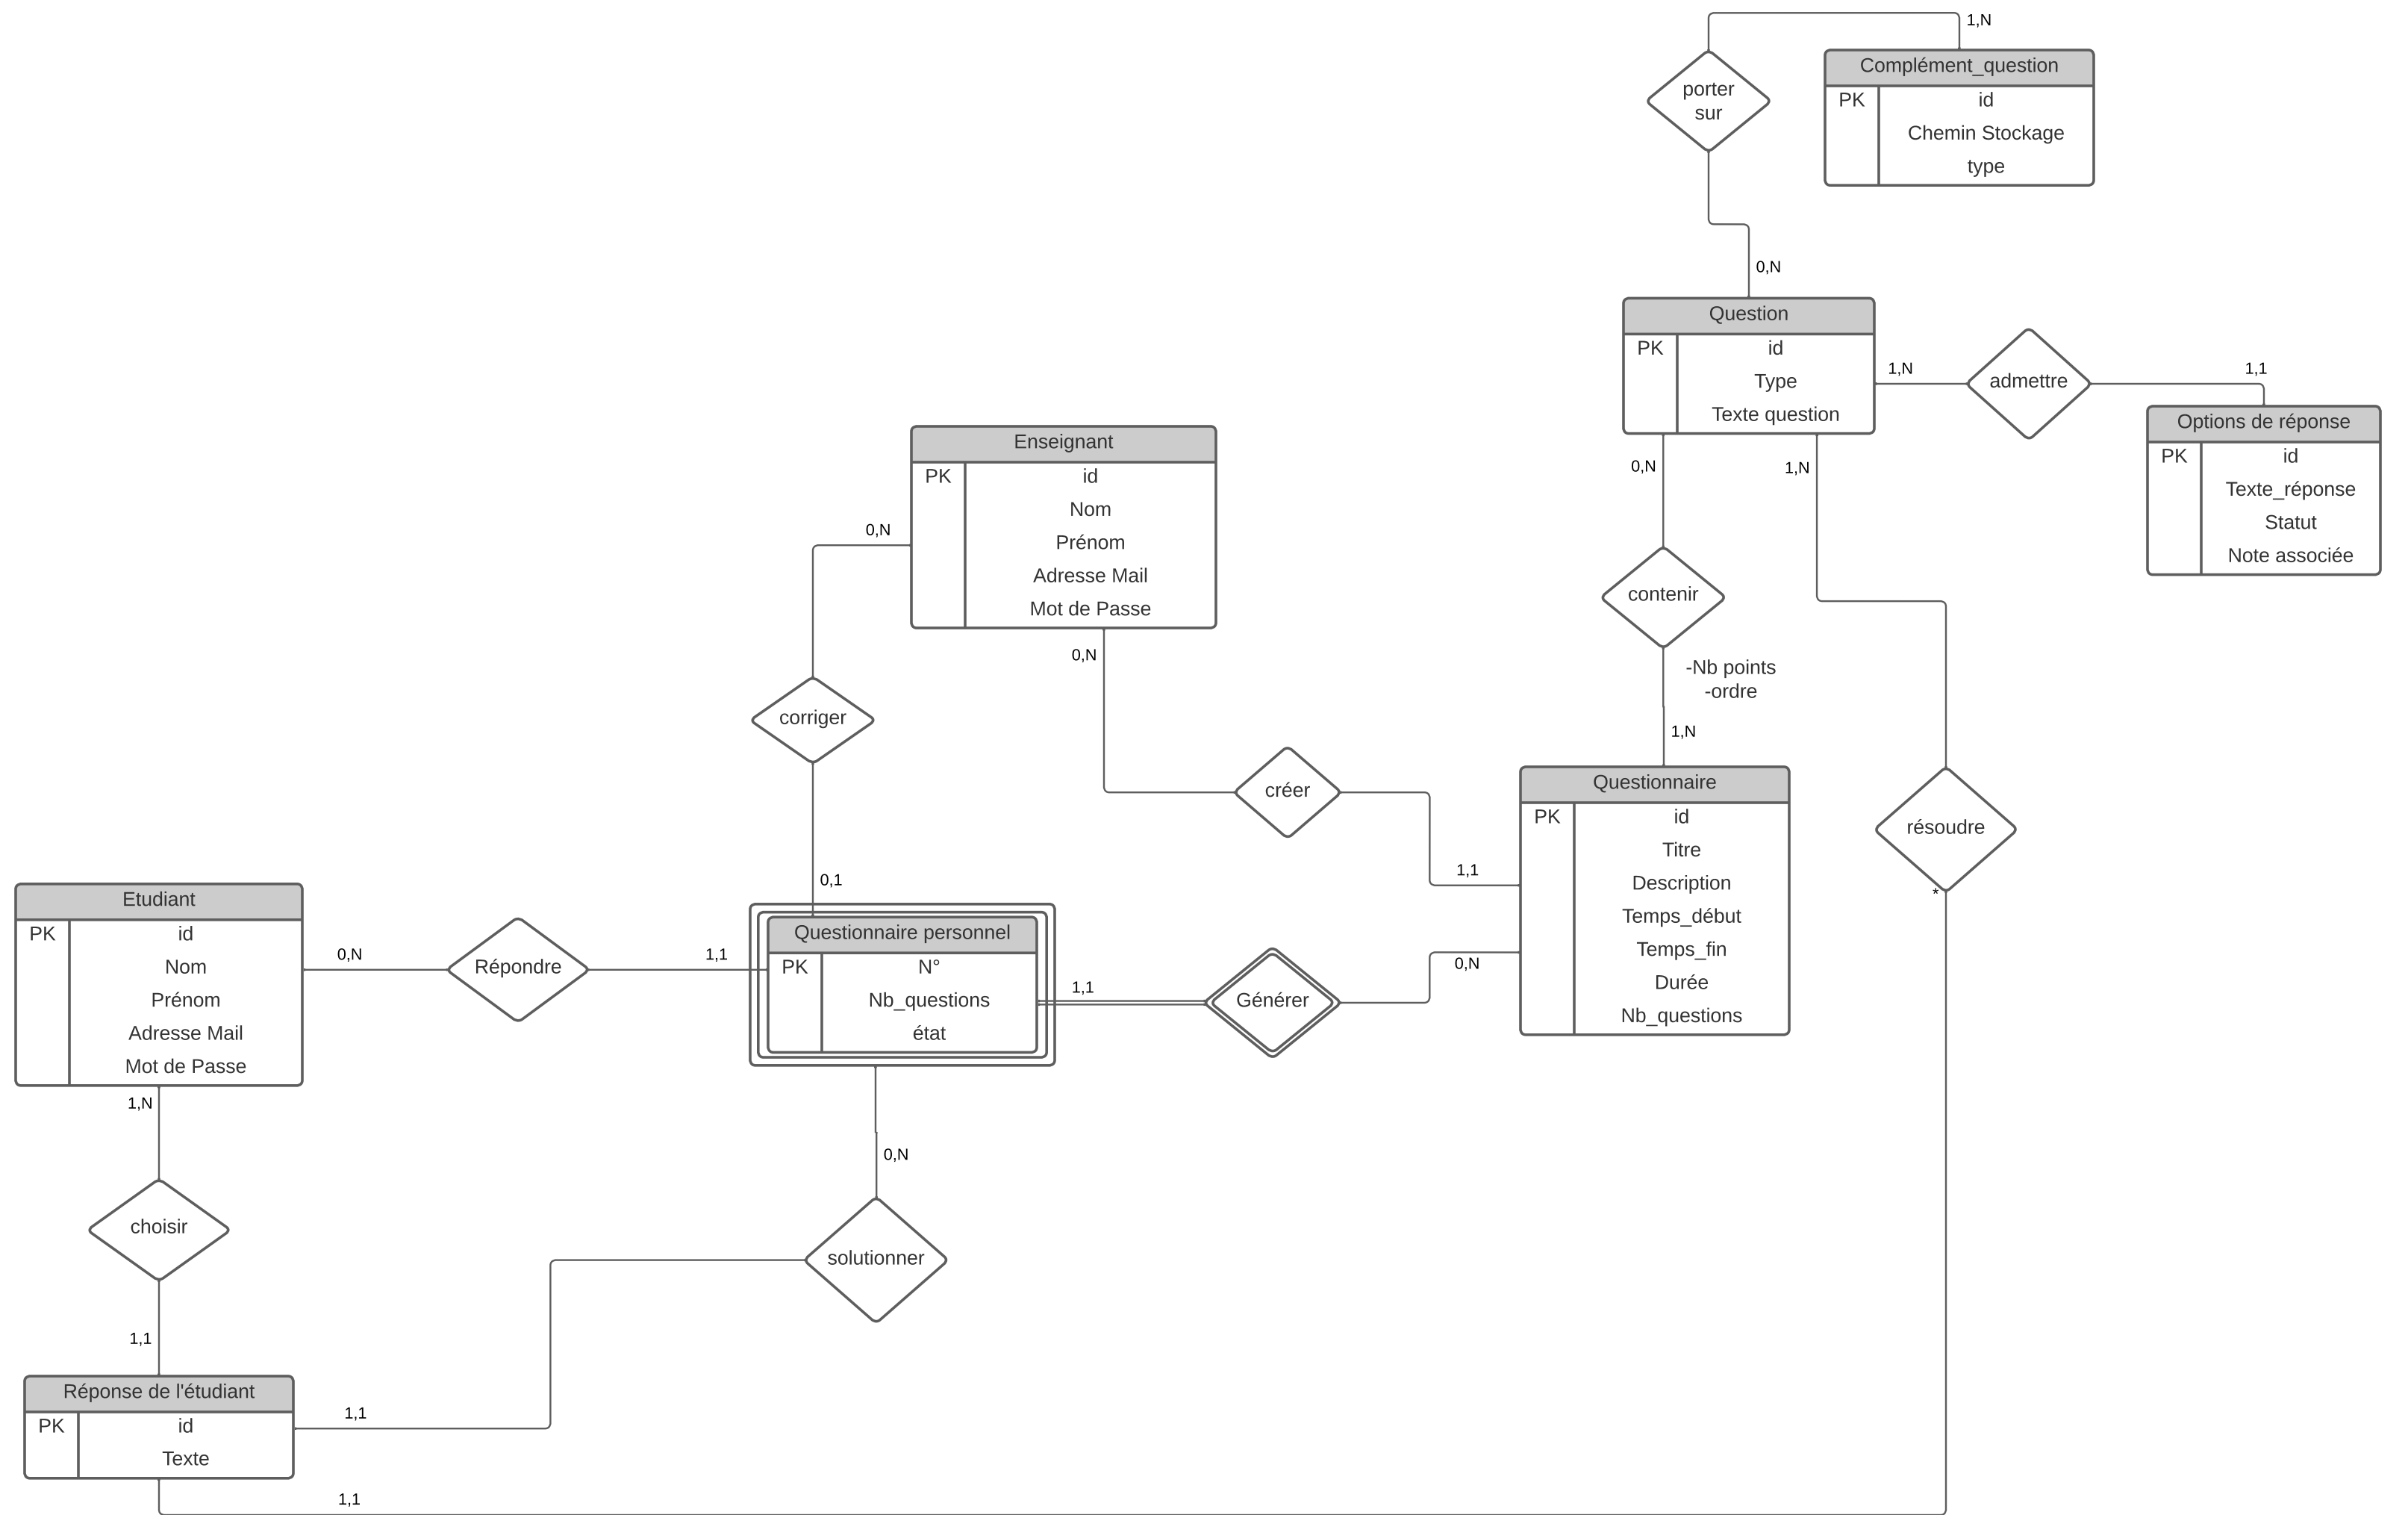 1,N
Complément_question
porter
sur
PK
id
Chemin Stockage
type
0,N
Question
PK
id
Type
Texte question
1,N
admettre
1,1
Options de réponse
PK
id
Texte_réponse
Statut
Note associée
Enseignant
PK
id
Nom
Prénom
Adresse Mail
Mot de Passe
0,N
0,N
0,N
1,N
contenir
-Nb points
-ordre
1,N
corriger
créer
1,1
Questionnaire
PK
id
Titre
Description
Temps_début
Temps_fin
Durée
Nb_questions
résoudre
*
0,1
Etudiant
PK
id
Nom
Prénom
Adresse Mail
Mot de Passe
0,N
Répondre
1,1
Questionnaire personnel
PK
N°
Nb_questions
état
1,1
Générer
0,N
1,N
choisir
1,1
0,N
solutionner
Réponse de l'étudiant
PK
id
Texte
1,1
1,1